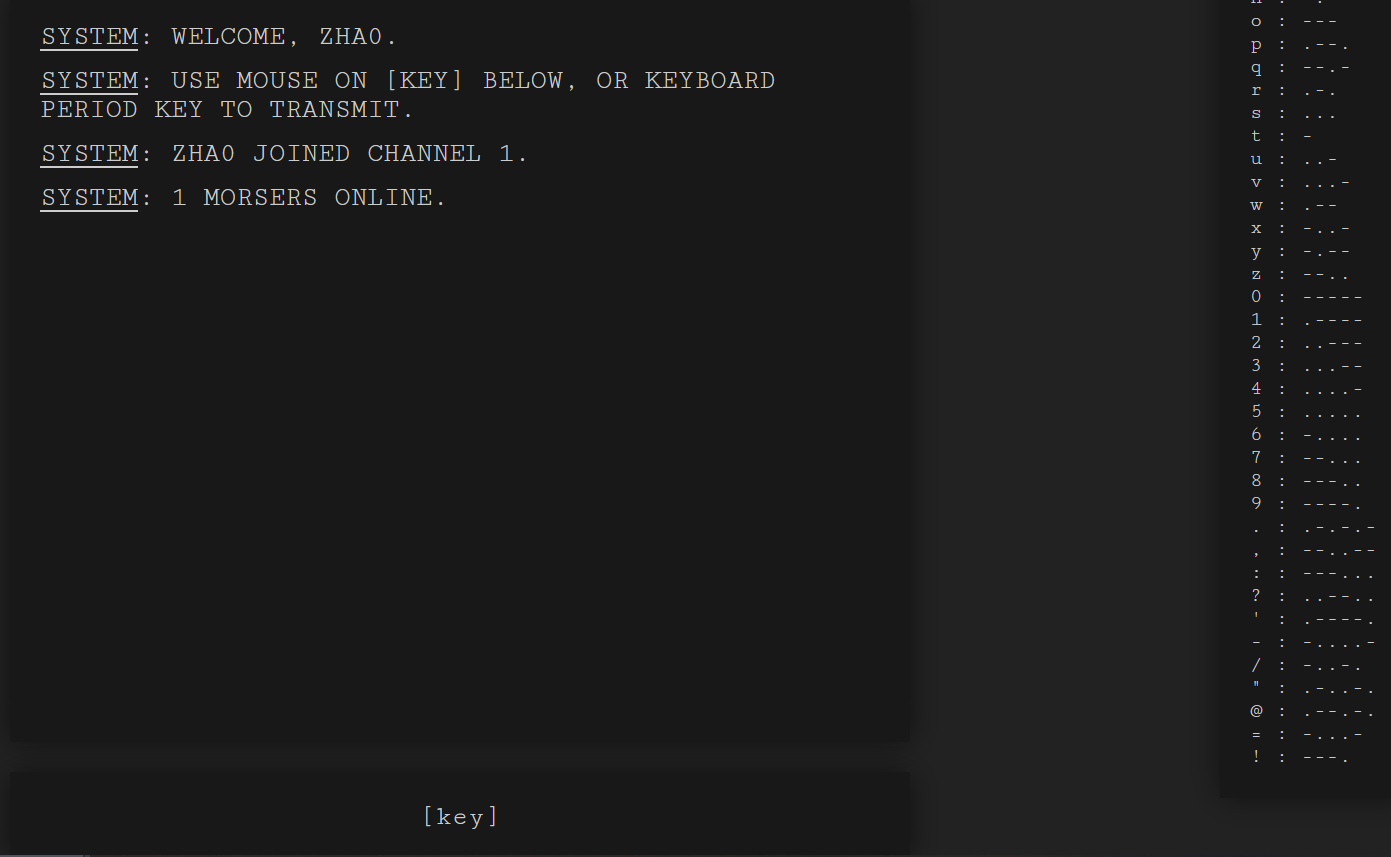 SYSTEM: WELCOME, ZHA0.
SYSTEM: USE MOUSE ON [KEY] BELOW, OR KEYBOARD
PERIOD KEY TO TRANSMIT.
SYSTEM: ZHA0 JOINED CHANNEL 1.
SYSTEM: 1 MORSERS ONLINE.
[key]
o : ---
p : .--.
q : --.-
r : .-.
s : ...
t : -
u : ..-
v : ...-
w : .--
x : -..-
y : -.--
z : --..
0 : -----
1 : .----
2 : ..---
3 : ...--
4 : ....-
5 : .....
6 : -....
7 : --...
8 : ---..
9 : ----.
. : .-.-.-
, : --..--
: : ---...
? : ..--..
' : .----.
- : -....-
/ : -..-.
" : .-..-.
@ : .--.-.
= : -...-
! : ---.